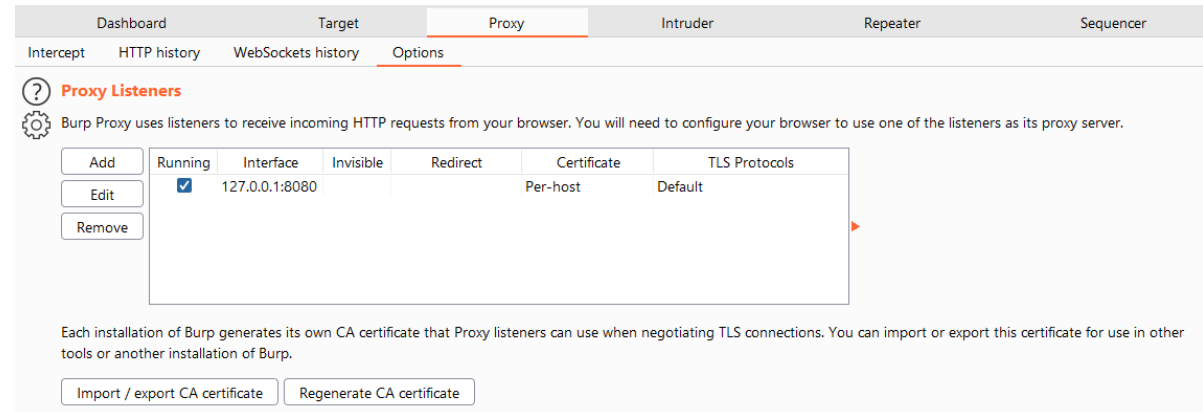 Dashboard Target Proxy Intruder Repeater Sequencer
Intercept HTTP history WebSockets history Options
? Proxy Listeners
Burp Proxy uses listeners to receive incoming HTTP requests from your browser. You will need to configure your browser to use one of the listeners as its proxy server.
Add Running Interface Invisible Redirect Certificate TLS Protocols
Edit 127.0.0.1:8080 Per-host Default
Remove
Each installation of Burp generates its own CA certificate that Proxy listeners can use when negotiating TLS connections. You can import or export this certificate for use in other
tools or another installation of Burp.
Import / export CA certificate Regenerate CA certificate